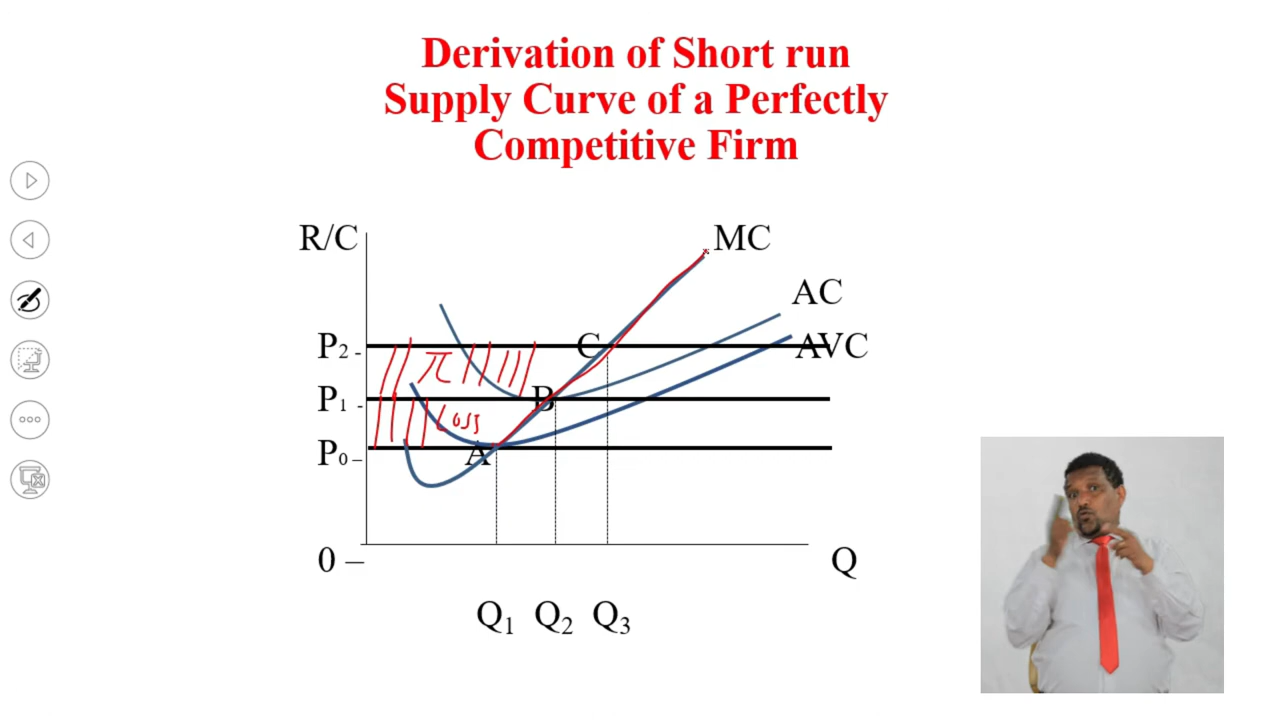 Derivation of Short run
Supply Curve of a Perfectly
Competitive Firm
R/C
MC
AC
P2 -
C
AVC
π
P1 -
B
Loss
P0 –
A
0 –
Q
Q1 Q2 Q3